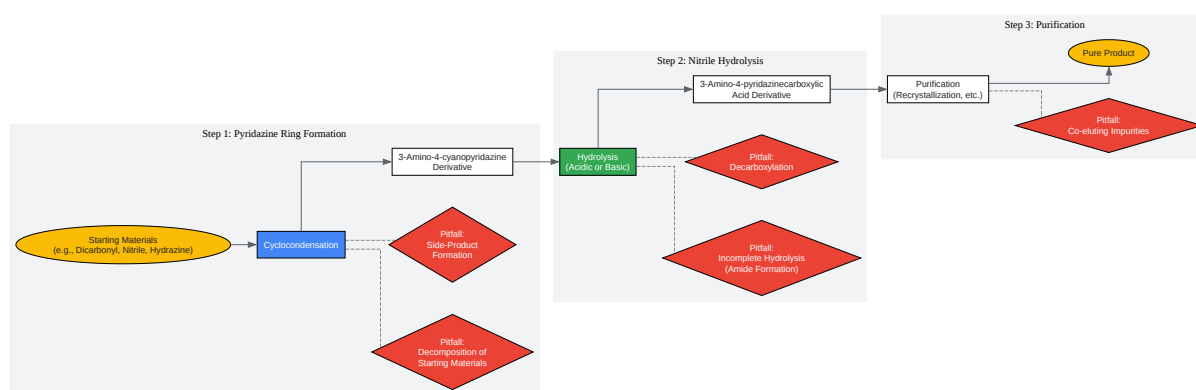 Step 1: Pyridazine Ring Formation
Starting Materials
(e.g., Dicarbonyl, Nitrile, Hydrazine)
Cyclocondensation
3-Amino-4-cyanopyridazine
Derivative
Pitfall:
Side-Product
Formation
Pitfall:
Decomposition of
Starting Materials
Step 2: Nitrile Hydrolysis
Hydrolysis
(Acidic or Basic)
3-Amino-4-pyridazinecarboxylic
Acid Derivative
Pitfall:
Decarboxylation
Pitfall:
Incomplete Hydrolysis
(Amide Formation)
Step 3: Purification
Purification
(Recrystallization, etc.)
Pure Product
Pitfall:
Co-eluting Impurities